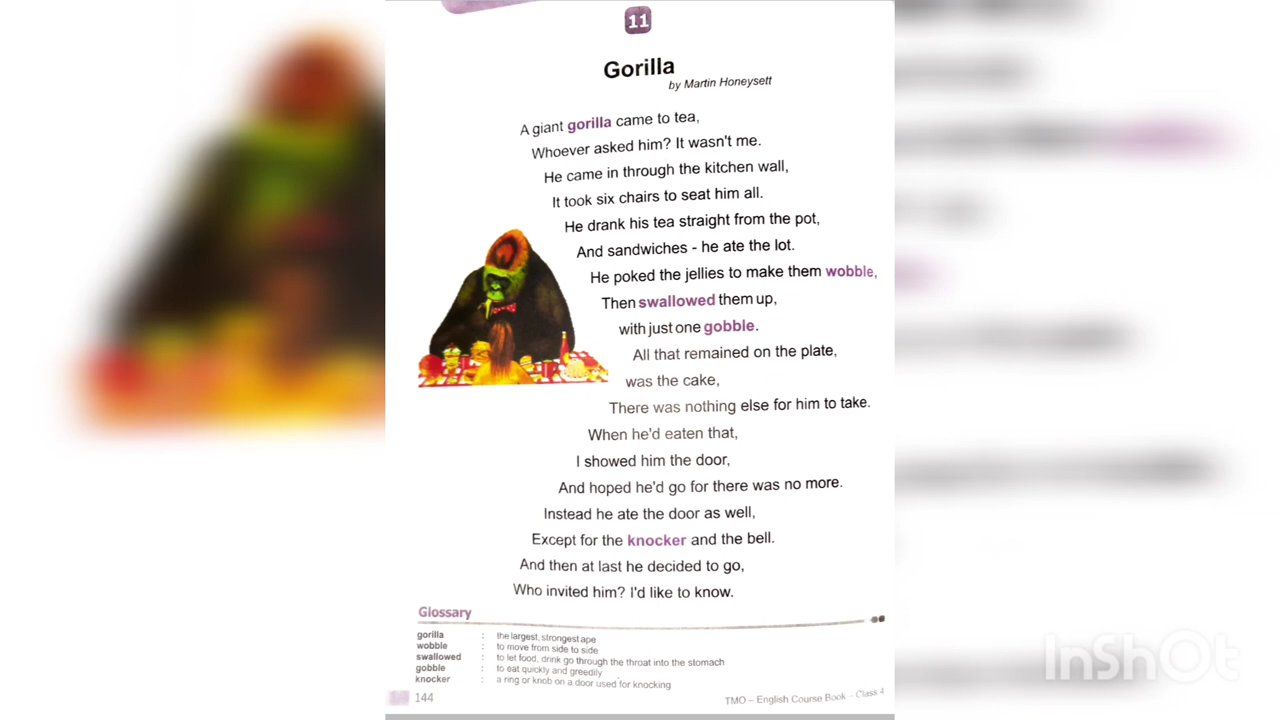 11
Gorilla
by Martin Honeysett
A giant gorilla came to tea,
Whoever asked him? It wasn't me.
He came in through the kitchen wall,
It took six chairs to seat him all.
He drank his tea straight from the pot,
And sandwiches - he ate the lot.
He poked the jellies to make them wobble,
Then swallowed them up,
with just one gobble.
All that remained on the plate,
was the cake,
There was nothing else for him to take.
When he'd eaten that,
I showed him the door,
And hoped he'd go for there was no more.
Instead he ate the door as well,
Except for the knocker and the bell.
And then at last he decided to go,
Who invited him? I'd like to know.
Glossary
gorilla : the largest, strongest ape
wobble : to move from side to side
swallowed : to let food, drink go through the throat into the stomach
gobble : to eat quickly and greedily
knocker : a ring or knob on a door used for knocking
144
TMO – English Course Book – Class 4
InShOt